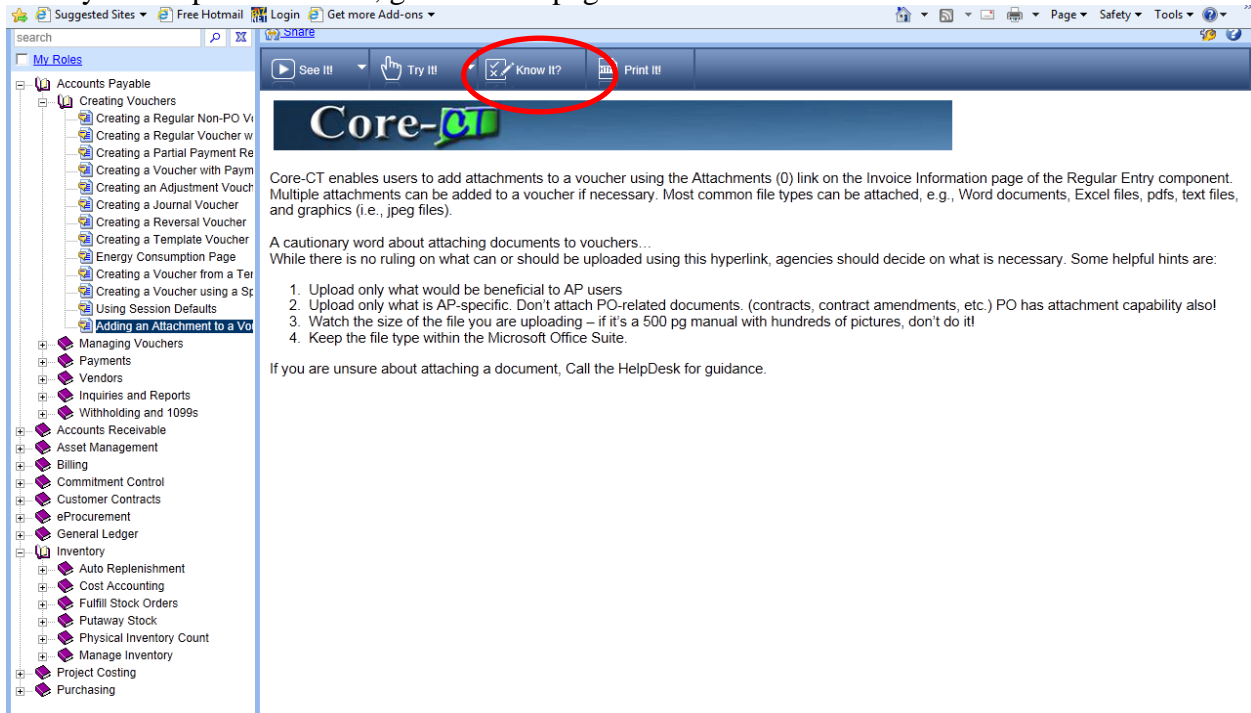 Suggested Sites Free Hotmail Login Get more Add-ons Page Safety Tools
search
Share
My Roles
See It! Try It! Know It? Print It!
Accounts Payable
Creating Vouchers
Creating a Regular Non-PO V
Creating a Regular Voucher w
Creating a Partial Payment Re
Creating a Voucher with Paym
Creating an Adjustment Vouch
Creating a Journal Voucher
Creating a Reversal Voucher
Creating a Template Voucher
Energy Consumption Page
Creating a Voucher from a Ter
Creating a Voucher using a Sp
Using Session Defaults
Adding an Attachment to a Vo
Managing Vouchers
Payments
Vendors
Inquiries and Reports
Withholding and 1099s
Accounts Receivable
Asset Management
Billing
Commitment Control
Customer Contracts
eProcurement
General Ledger
Inventory
Auto Replenishment
Cost Accounting
Fulfill Stock Orders
Putaway Stock
Physical Inventory Count
Manage Inventory
Project Costing
Purchasing
Core-CT
Core-CT enables users to add attachments to a voucher using the Attachments (0) link on the Invoice Information page of the Regular Entry component.
Multiple attachments can be added to a voucher if necessary. Most common file types can be attached, e.g., Word documents, Excel files, pdfs, text files,
and graphics (i.e., jpeg files).
A cautionary word about attaching documents to vouchers…
While there is no ruling on what can or should be uploaded using this hyperlink, agencies should decide on what is necessary. Some helpful hints are:
1. Upload only what would be beneficial to AP users
2. Upload only what is AP-specific. Don't attach PO-related documents. (contracts, contract amendments, etc.) PO has attachment capability also!
3. Watch the size of the file you are uploading – if it's a 500 pg manual with hundreds of pictures, don't do it!
4. Keep the file type within the Microsoft Office Suite.
If you are unsure about attaching a document, Call the HelpDesk for guidance.